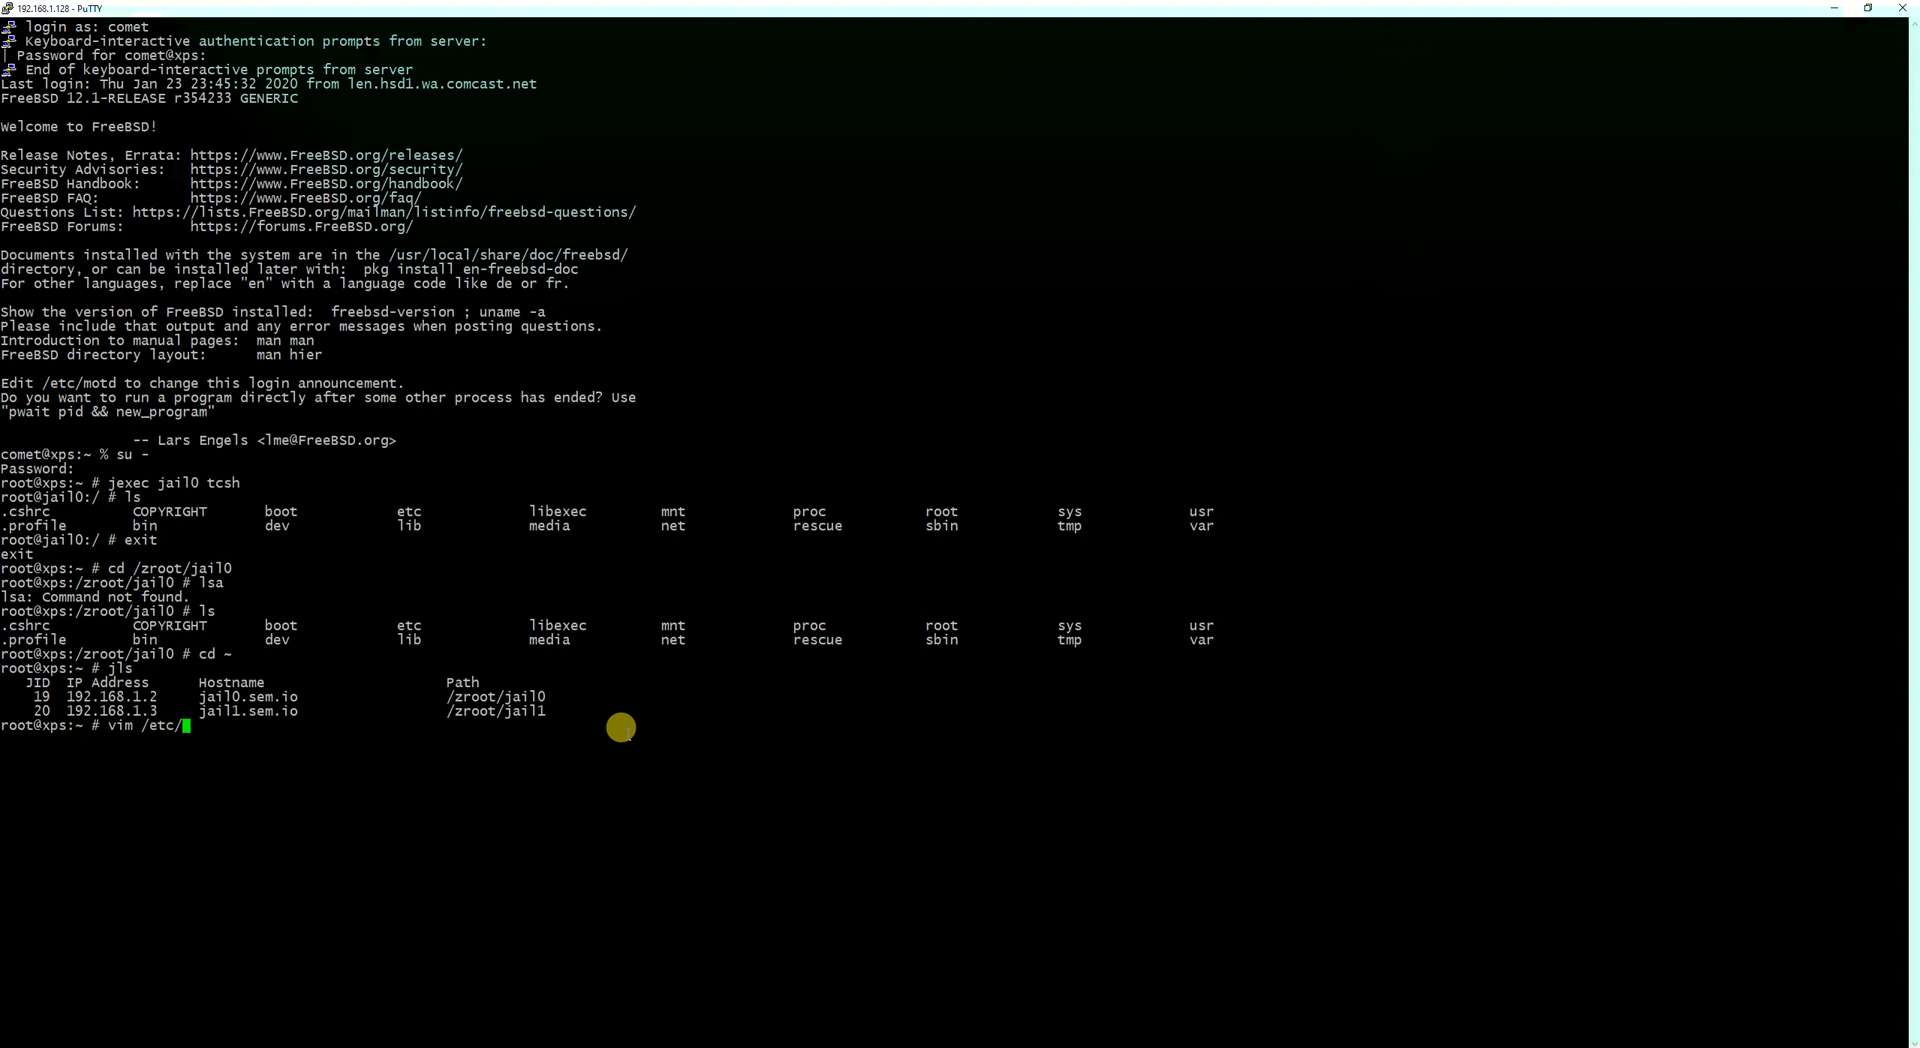 192.168.1.128 - PuTTY
login as: comet
Keyboard-interactive authentication prompts from server:
| Password for comet@xps:
End of keyboard-interactive prompts from server
Last login: Thu Jan 23 23:45:32 2020 from len.hsd1.wa.comcast.net
FreeBSD 12.1-RELEASE r354233 GENERIC
Welcome to FreeBSD!
Release Notes, Errata: https://www.FreeBSD.org/releases/
Security Advisories:   https://www.FreeBSD.org/security/
FreeBSD Handbook:      https://www.FreeBSD.org/handbook/
FreeBSD FAQ:           https://www.FreeBSD.org/faq/
Questions List: https://lists.FreeBSD.org/mailman/listinfo/freebsd-questions/
FreeBSD Forums:        https://forums.FreeBSD.org/
Documents installed with the system are in the /usr/local/share/doc/freebsd/
directory, or can be installed later with:  pkg install en-freebsd-doc
For other languages, replace "en" with a language code like de or fr.
Show the version of FreeBSD installed:  freebsd-version ; uname -a
Please include that output and any error messages when posting questions.
Introduction to manual pages:  man man
FreeBSD directory layout:      man hier
Edit /etc/motd to change this login announcement.
Do you want to run a program directly after some other process has ended? Use
"pwait pid && new_program"
-- Lars Engels <lme@FreeBSD.org>
comet@xps:~ % su -
Password:
root@xps:~ # jexec jail0 tcsh
root@jail0:/ # ls
.cshrc          COPYRIGHT       boot            etc             libexec         mnt             proc            root            sys             usr
.profile        bin             dev             lib             media           net             rescue          sbin            tmp             var
root@jail0:/ # exit
exit
root@xps:~ # cd /zroot/jail0
root@xps:/zroot/jail0 # lsa
lsa: Command not found.
root@xps:/zroot/jail0 # ls
.cshrc          COPYRIGHT       boot            etc             libexec         mnt             proc            root            sys             usr
.profile        bin             dev             lib             media           net             rescue          sbin            tmp             var
root@xps:/zroot/jail0 # cd ~
root@xps:~ # jls
   JID  IP Address      Hostname                      Path
    19  192.168.1.2     jail0.sem.io                  /zroot/jail0
    20  192.168.1.3     jail1.sem.io                  /zroot/jail1
root@xps:~ # vim /etc/